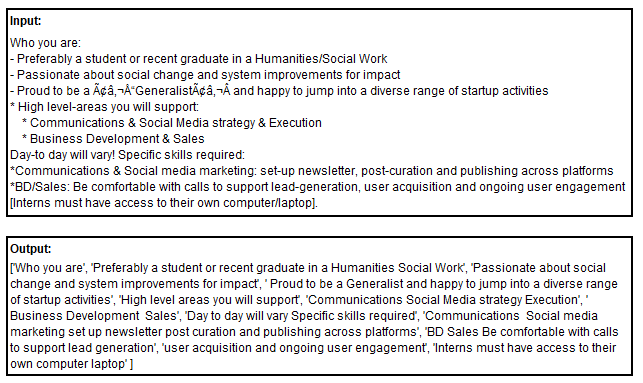 Input:
Who you are:
- Preferably a student or recent graduate in a Humanities/Social Work
- Passionate about social change and system improvements for impact
- Proud to be a Ã¢â‚¬Å“GeneralistÃ¢â‚¬Â and happy to jump into a diverse range of startup activities
* High level-areas you will support:
* Communications & Social Media strategy & Execution
* Business Development & Sales
Day-to day will vary! Specific skills required:
*Communications & Social media marketing: set-up newsletter, post-curation and publishing across platforms
*BD/Sales: Be comfortable with calls to support lead-generation, user acquisition and ongoing user engagement
[Interns must have access to their own computer/laptop].
Output:
['Who you are', 'Preferably a student or recent graduate in a Humanities Social Work', 'Passionate about social
change and system improvements for impact', ' Proud to be a Generalist and happy to jump into a diverse range
of startup activities', 'High level areas you will support', 'Communications Social Media strategy Execution', '
Business Development  Sales', 'Day to day will vary Specific skills required', 'Communications  Social media
marketing set up newsletter post curation and publishing across platforms', 'BD Sales Be comfortable with calls
to support lead generation', 'user acquisition and ongoing user engagement', 'Interns must have access to their
own computer laptop' ]